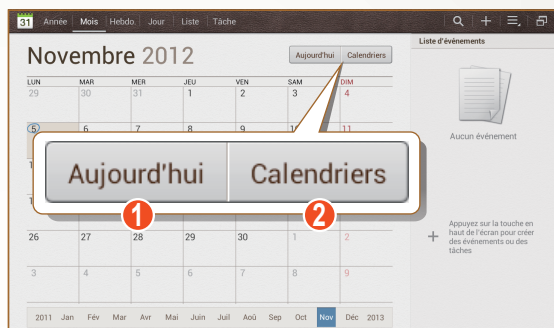 31 Année Mois Hebdo. Jour Liste Tâche
Novembre 2012
Aujourd'hui Calendriers
Liste d'événements
LUN MAR MER JEU VEN SAM DIM
29 30 31 1 2 3 4
5 6 7 8 9 10 11
Aucun événement
Aujourd'hui Calendriers
1 2
26 27 28 29 30 1 2
Appuyez sur la touche en
haut de l'écran pour créer
des événements ou des
tâches
3 4 5 6 7 8 9
2011 Jan Fév Mar Avr Mai Juin Juil Aoû Sep Oct Nov Déc 2013